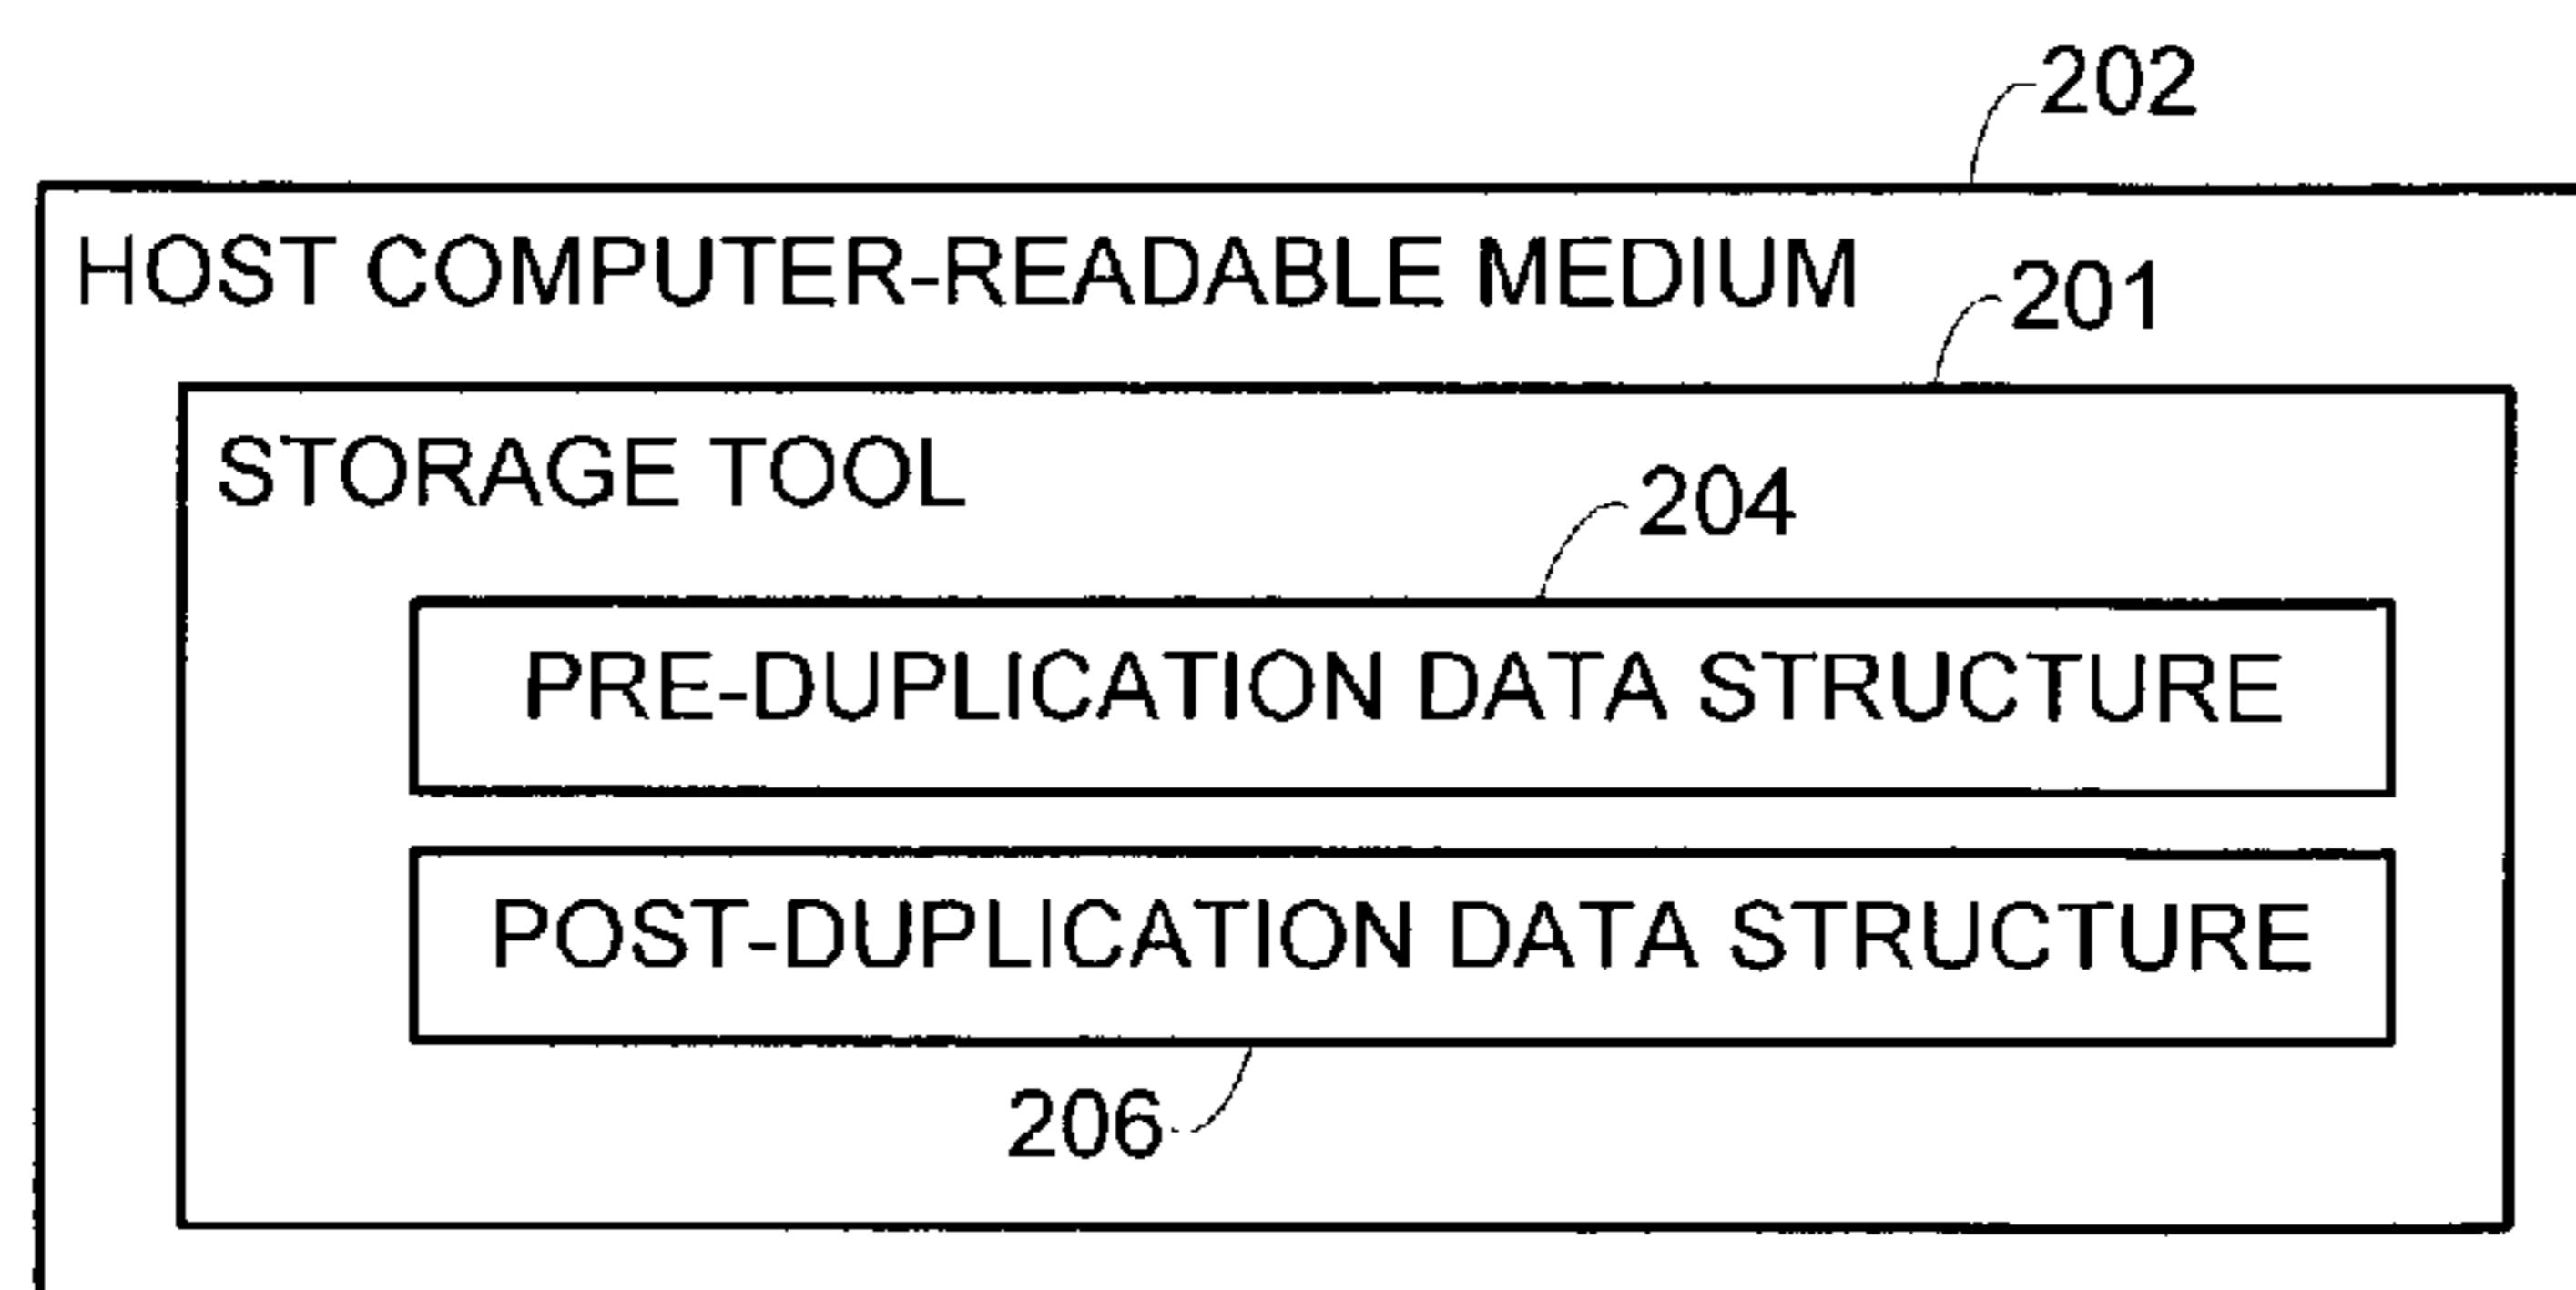 202
HOST COMPUTER-READABLE MEDIUM
201
STORAGE TOOL
204
PRE-DUPLICATION DATA STRUCTURE
POST-DUPLICATION DATA STRUCTURE
206